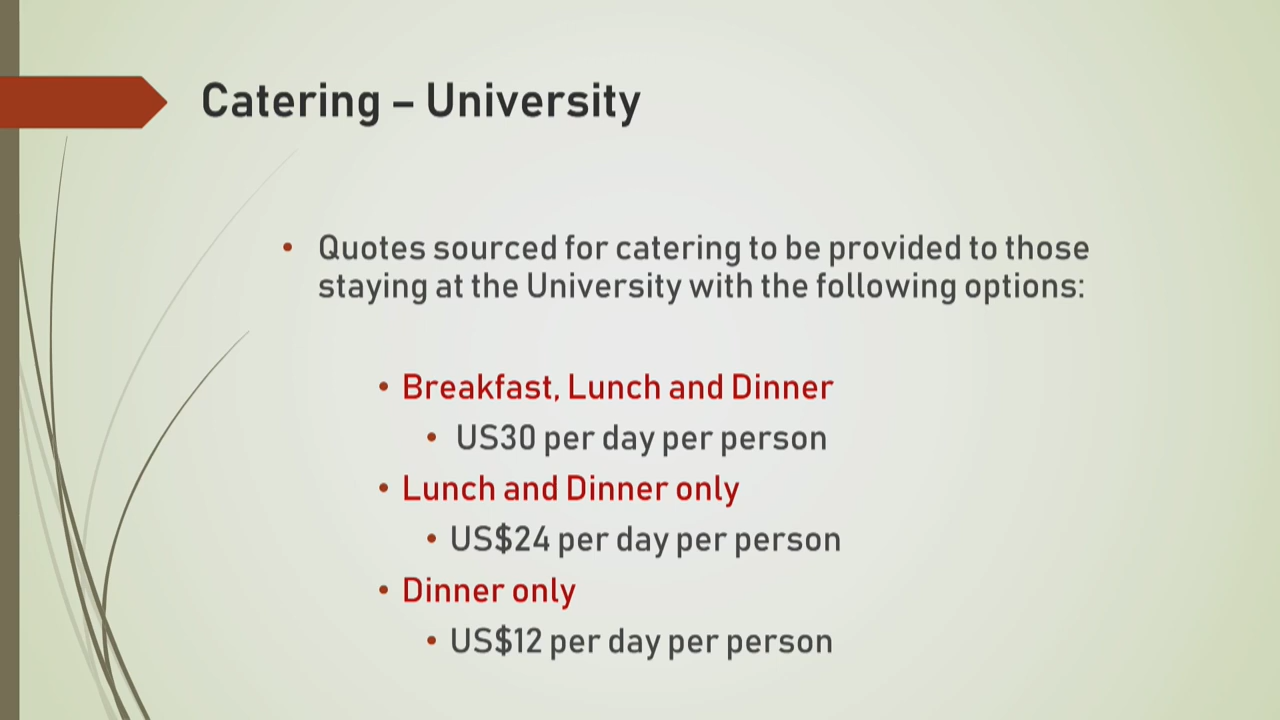 Catering – University
• Quotes sourced for catering to be provided to those
staying at the University with the following options:
• Breakfast, Lunch and Dinner
• US30 per day per person
• Lunch and Dinner only
• US$24 per day per person
• Dinner only
• US$12 per day per person